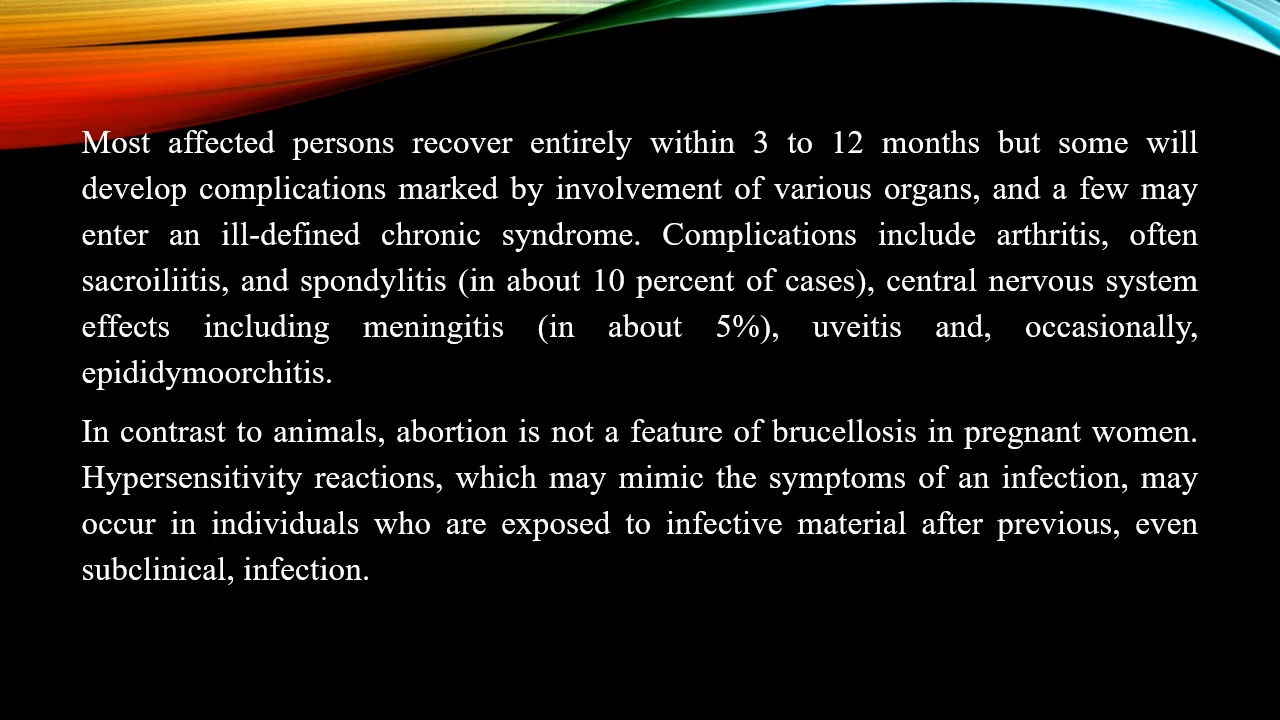 Most affected persons recover entirely within 3 to 12 months but some will
develop complications marked by involvement of various organs, and a few may
enter an ill-defined chronic syndrome. Complications include arthritis, often
sacroiliitis, and spondylitis (in about 10 percent of cases), central nervous system
effects including meningitis (in about 5%), uveitis and, occasionally,
epididymoorchitis.
In contrast to animals, abortion is not a feature of brucellosis in pregnant women.
Hypersensitivity reactions, which may mimic the symptoms of an infection, may
occur in individuals who are exposed to infective material after previous, even
subclinical, infection.